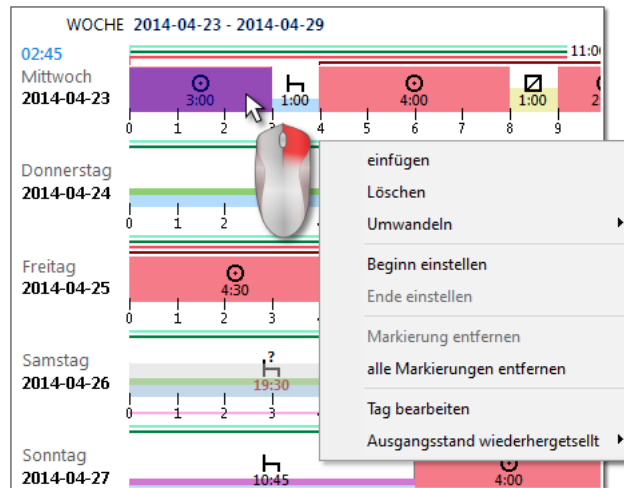 WOCHE 2014-04-23 - 2014-04-29
02:45
11:0
Mittwoch
2014-04-23
3:00 1:00 4:00 1:00 2
0 1 2 3 4 5 6 7 8 9
Donnerstag
2014-04-24
0 1 2
Freitag
2014-04-25
4:30
0 1 2 3
Samstag
2014-04-26
?
19:30
0 1 2 3
Sonntag
2014-04-27
10:45 4:00
einfügen
Löschen
Umwandeln
Beginn einstellen
Ende einstellen
Markierung entfernen
alle Markierungen entfernen
Tag bearbeiten
Ausgangsstand wiederhergetsellt